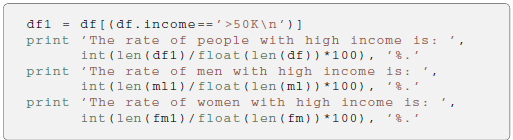 df1 = df[(df.income=='>50K\n')]
print 'The rate of people with high income is: ',
int(len(df1)/float(len(df))*100), '%.'
print 'The rate of men with high income is: ',
int(len(ml1)/float(len(ml))*100), '%.'
print 'The rate of women with high income is: ',
int(len(fm1)/float(len(fm))*100), '%.'